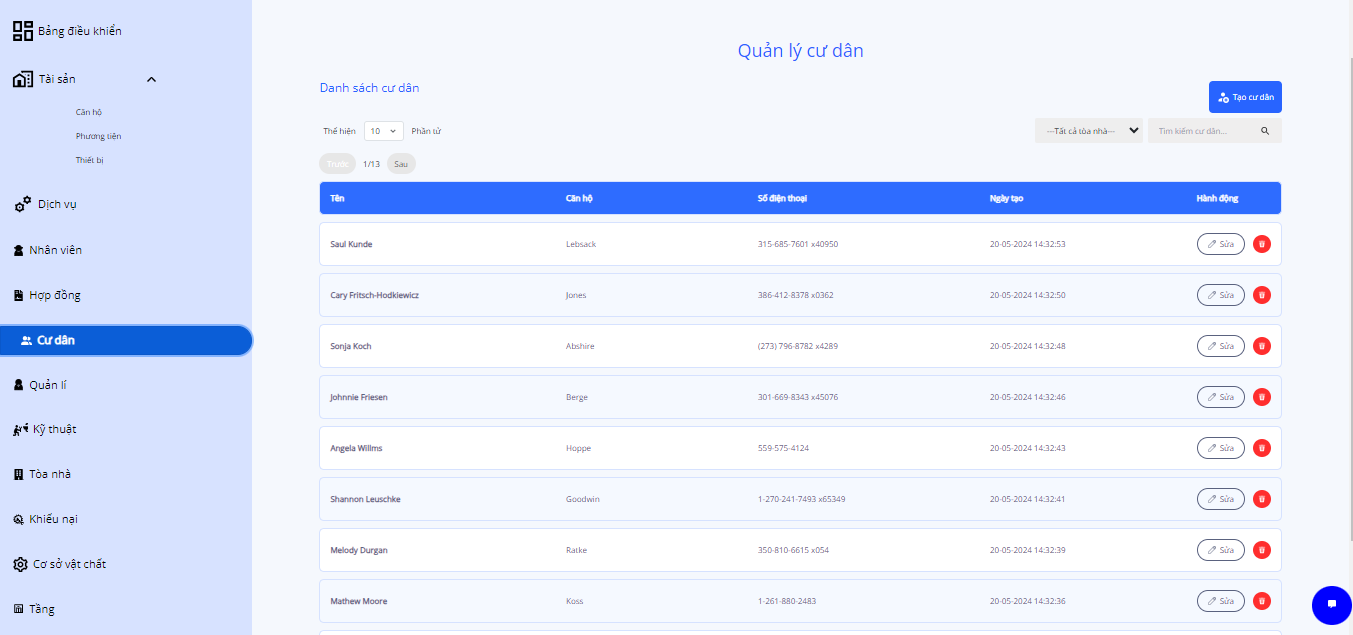 Bảng điều khiển
Tài sản
Căn hộ
Phương tiện
Thiết bị
Dịch vụ
Nhân viên
Hợp đồng
Cư dân
Quản lí
Kỹ thuật
Tòa nhà
Khiếu nại
Cơ sở vật chất
Tầng
Quản lý cư dân
Danh sách cư dân
Tạo cư dân
Thể hiện 10 Phần tử
---Tất cả tòa nhà---
Tìm kiếm cư dân...
Trước 1/13 Sau
Tên Căn hộ Số điện thoại Ngày tạo Hành động
Saul Kunde Lebsack 315-685-7601 x40950 20-05-2024 14:32:53 Sửa
Cary Fritsch-Hodkiewicz Jones 386-412-8378 x0362 20-05-2024 14:32:50 Sửa
Sonja Koch Abshire (273) 796-8782 x4289 20-05-2024 14:32:48 Sửa
Johnnie Friesen Berge 301-669-8343 x45076 20-05-2024 14:32:46 Sửa
Angela Willms Hoppe 559-575-4124 20-05-2024 14:32:43 Sửa
Shannon Leuschke Goodwin 1-270-241-7493 x65349 20-05-2024 14:32:41 Sửa
Melody Durgan Ratke 350-810-6615 x054 20-05-2024 14:32:39 Sửa
Mathew Moore Koss 1-261-880-2483 20-05-2024 14:32:36 Sửa